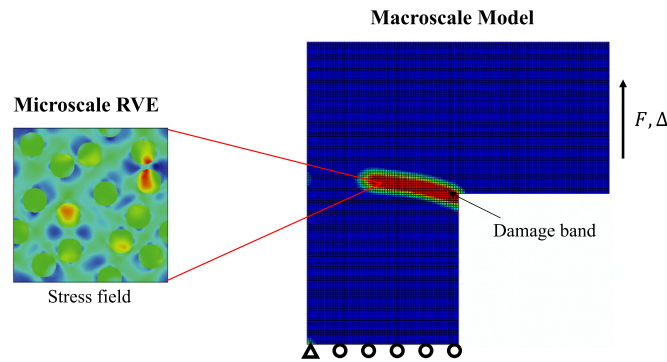 Macroscale Model
Microscale RVE
F, Δ
Damage band
Stress field